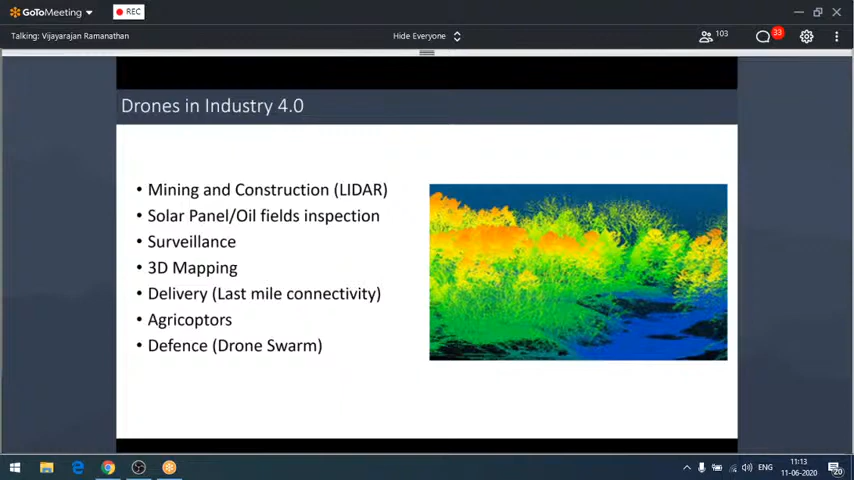 GoToMeeting
REC
Talking: Vijayarajan Ramanathan
Hide Everyone
103
33
Drones in Industry 4.0
• Mining and Construction (LIDAR)
• Solar Panel/Oil fields inspection
• Surveillance
• 3D Mapping
• Delivery (Last mile connectivity)
• Agricoptors
• Defence (Drone Swarm)
ENG
11:13
11-06-2020
20